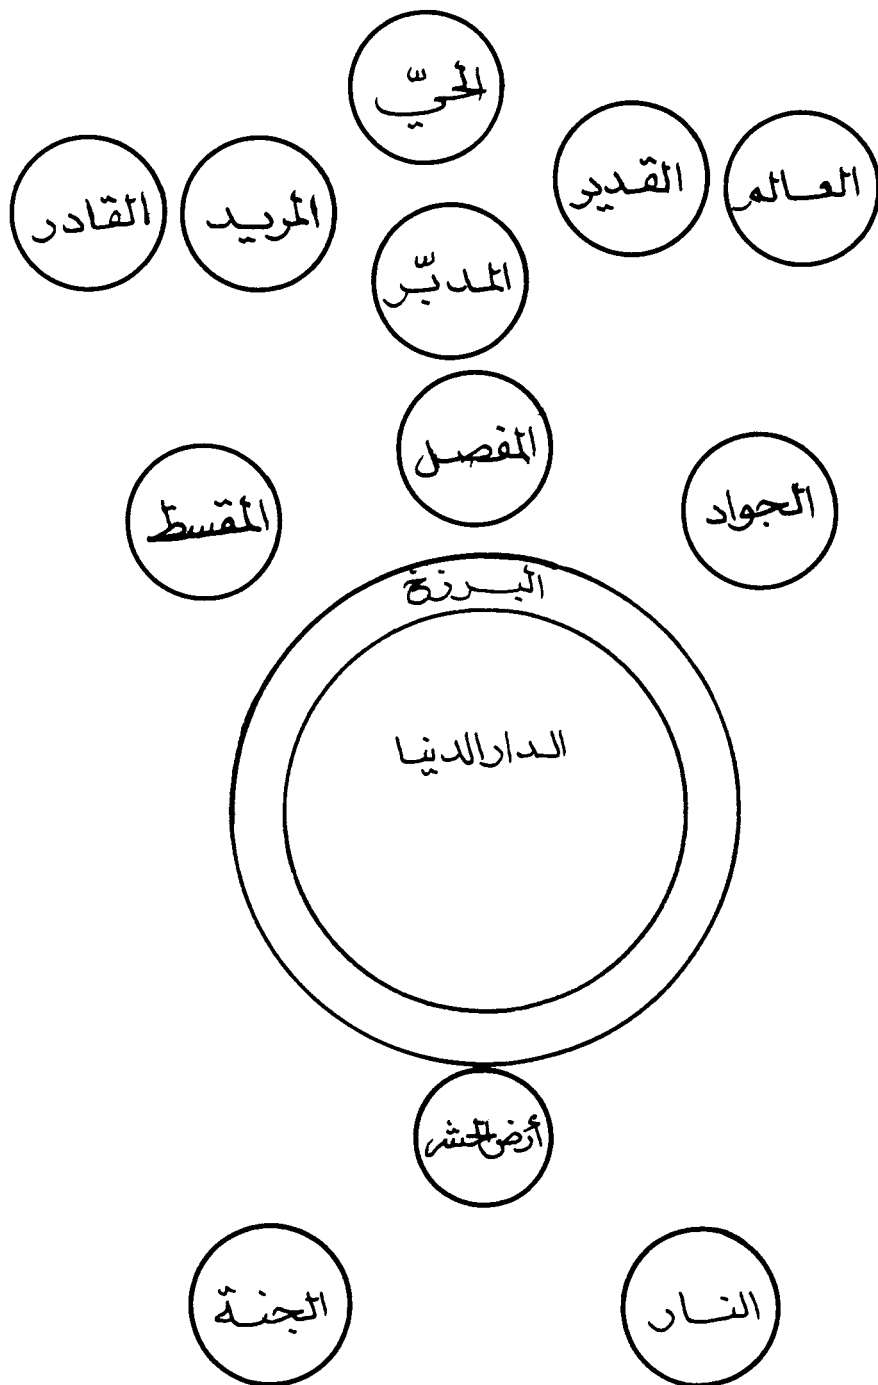 الحيّ
العالم
القدير
المريد
القادر
المدبّر
المفصل
الجواد
المقسط
البرزخ
الدار الدنيا
أرض الحشر
النار
الجنة